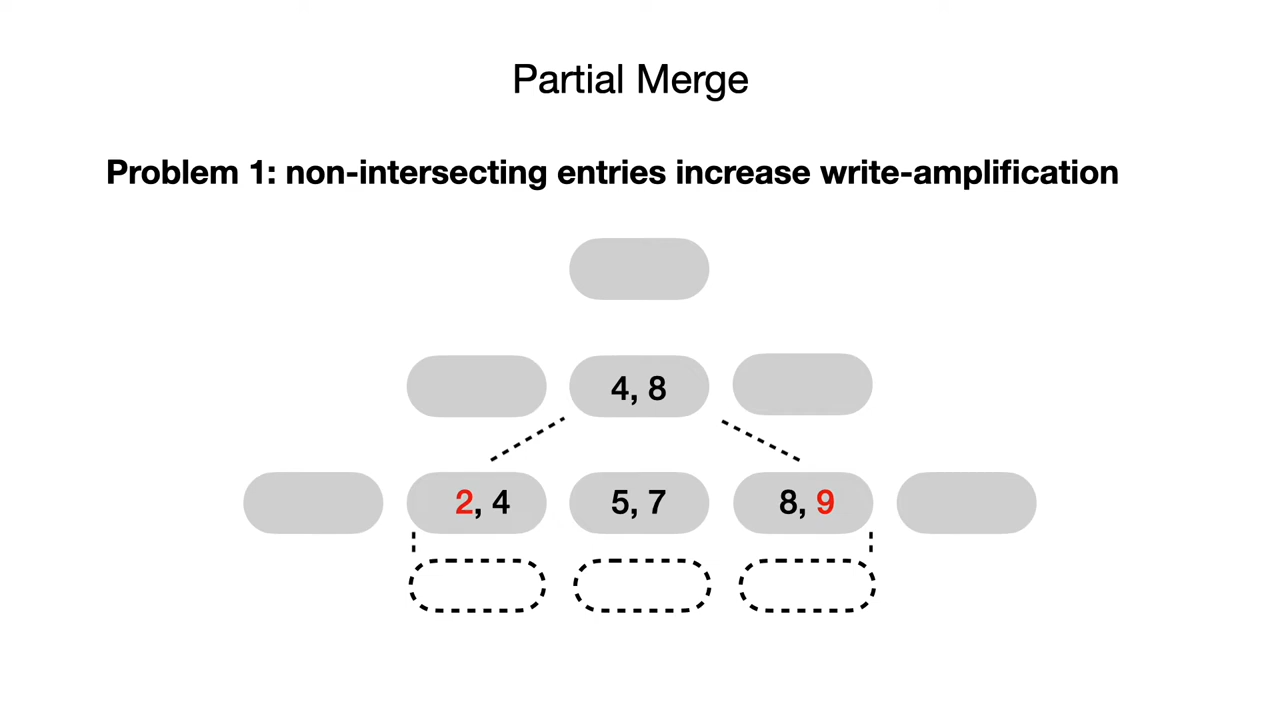 Partial Merge
Problem 1: non-intersecting entries increase write-amplification
4, 8
2, 4
5, 7
8, 9